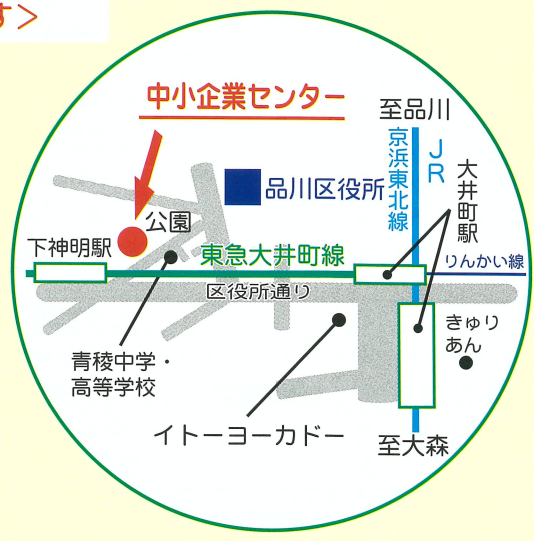 す＞
中小企業センター
至品川
京浜東北線
JR
大井町駅
品川区役所
公園
下神明駅
東急大井町線
りんかい線
区役所通り
きゅり
あん
青稜中学・
高等学校
イトーヨーカドー
至大森